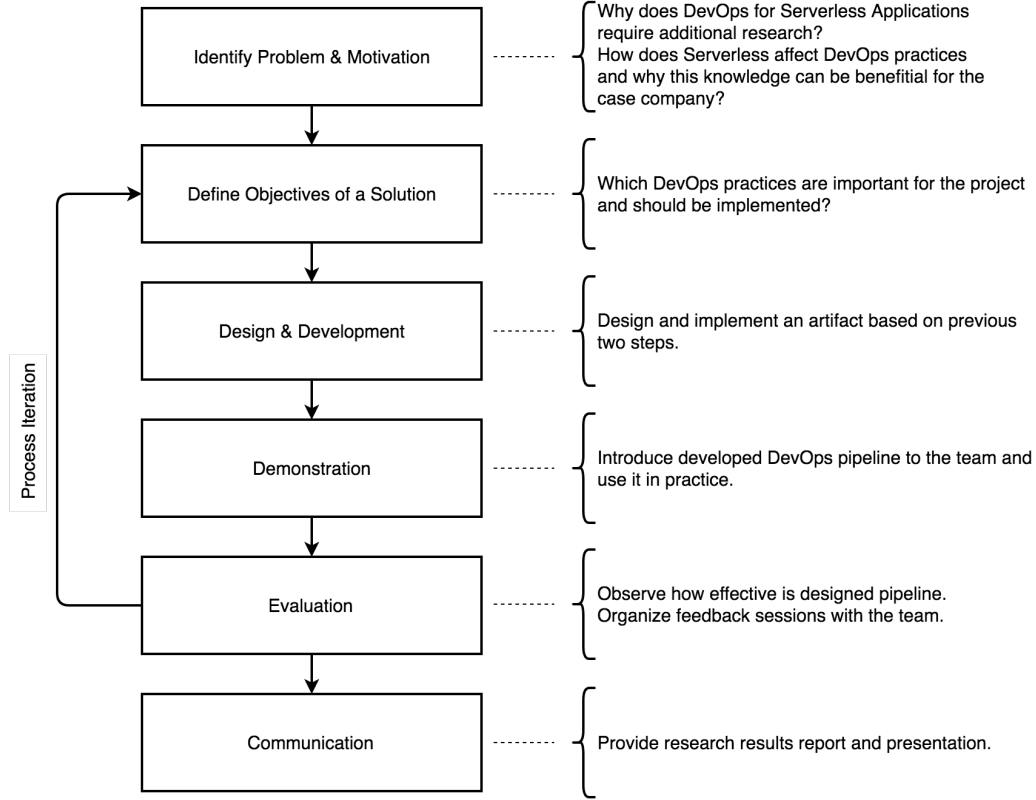 Identify Problem & Motivation
Why does DevOps for Serverless Applications
require additional research?
How does Serverless affect DevOps practices
and why this knowledge can be benefitial for the
case company?
Define Objectives of a Solution
Which DevOps practices are important for the project
and should be implemented?
Design & Development
Design and implement an artifact based on previous
two steps.
Process Iteration
Demonstration
Introduce developed DevOps pipeline to the team and
use it in practice.
Evaluation
Observe how effective is designed pipeline.
Organize feedback sessions with the team.
Communication
Provide research results report and presentation.